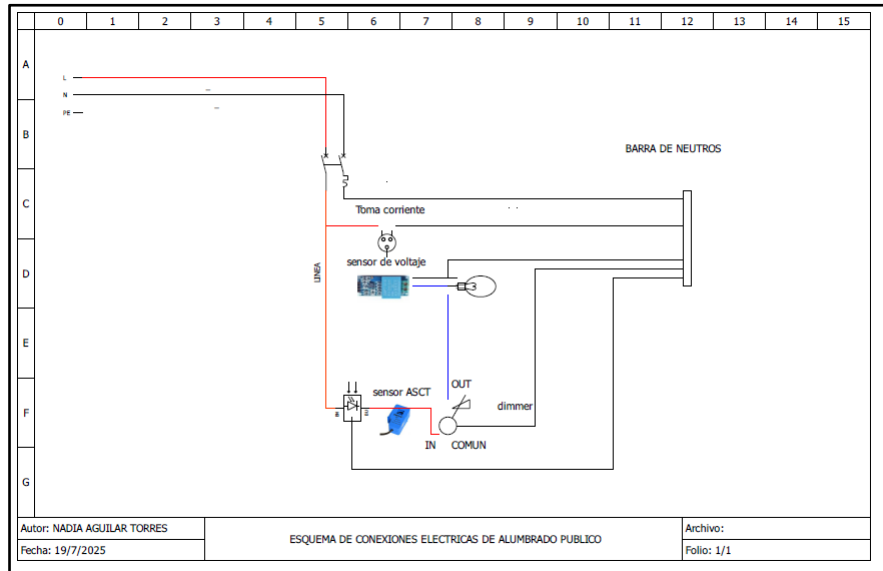 0 1 2 3 4 5 6 7 8 9 10 11 12 13 14 15
A
L
N
PE
B
BARRA DE NEUTROS
C
Toma corriente
sensor de voltaje
D
LINEA
E
OUT
sensor ASCT
F
dimmer
IN
COMUN
G
Autor: NADIA AGUILAR TORRES
Fecha: 19/7/2025
ESQUEMA DE CONEXIONES ELECTRICAS DE ALUMBRADO PUBLICO
Archivo:
Folio: 1/1